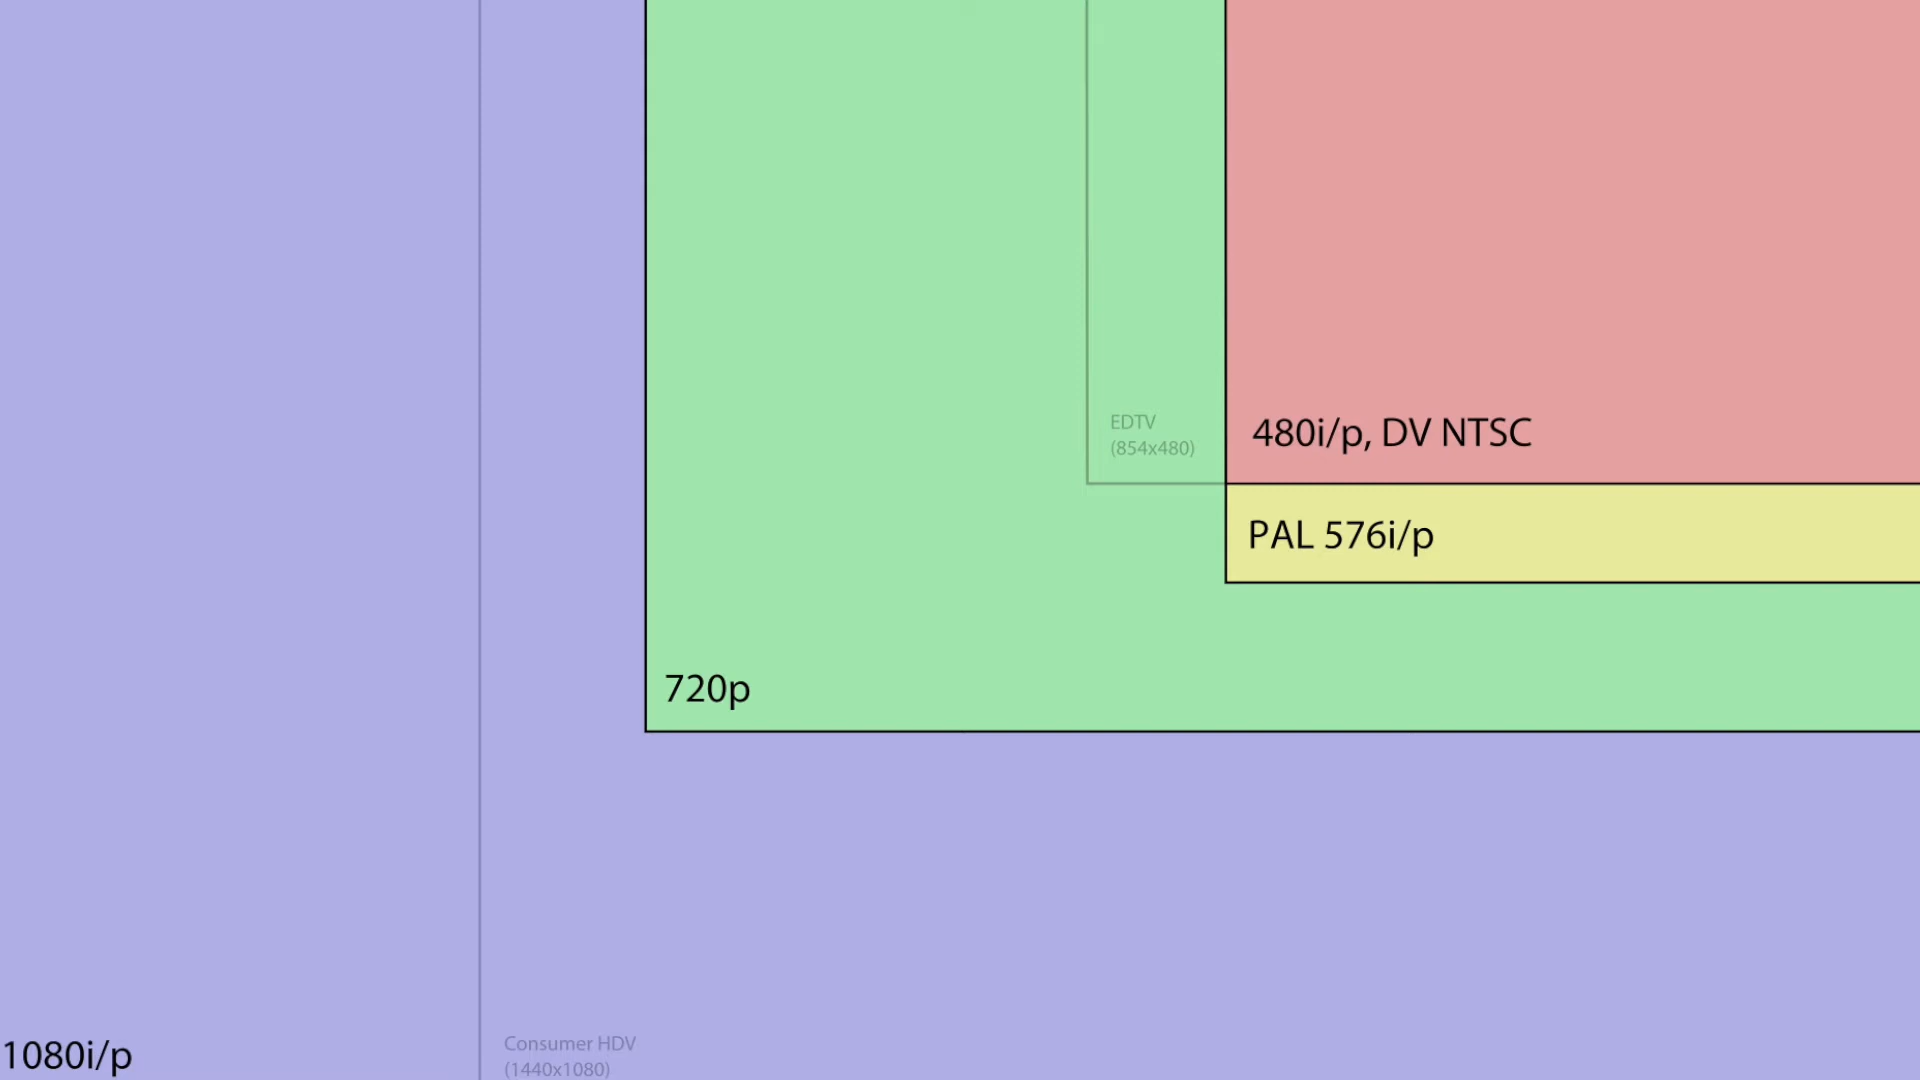 EDTV
(854x480)
480i/p, DV NTSC
PAL 576i/p
720p
Consumer HDV
(1440x1080)
1080i/p